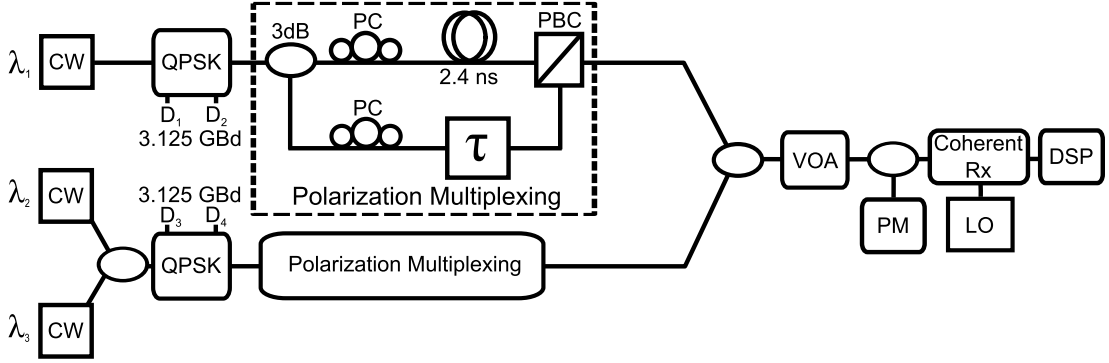 λ1
CW
QPSK
D1 D2
3.125 GBd
3dB
PC
2.4 ns
PBC
PC
τ
Polarization Multiplexing
λ2
CW
3.125 GBd
D3 D4
QPSK
Polarization Multiplexing
λ3
CW
VOA
PM
Coherent
Rx
LO
DSP